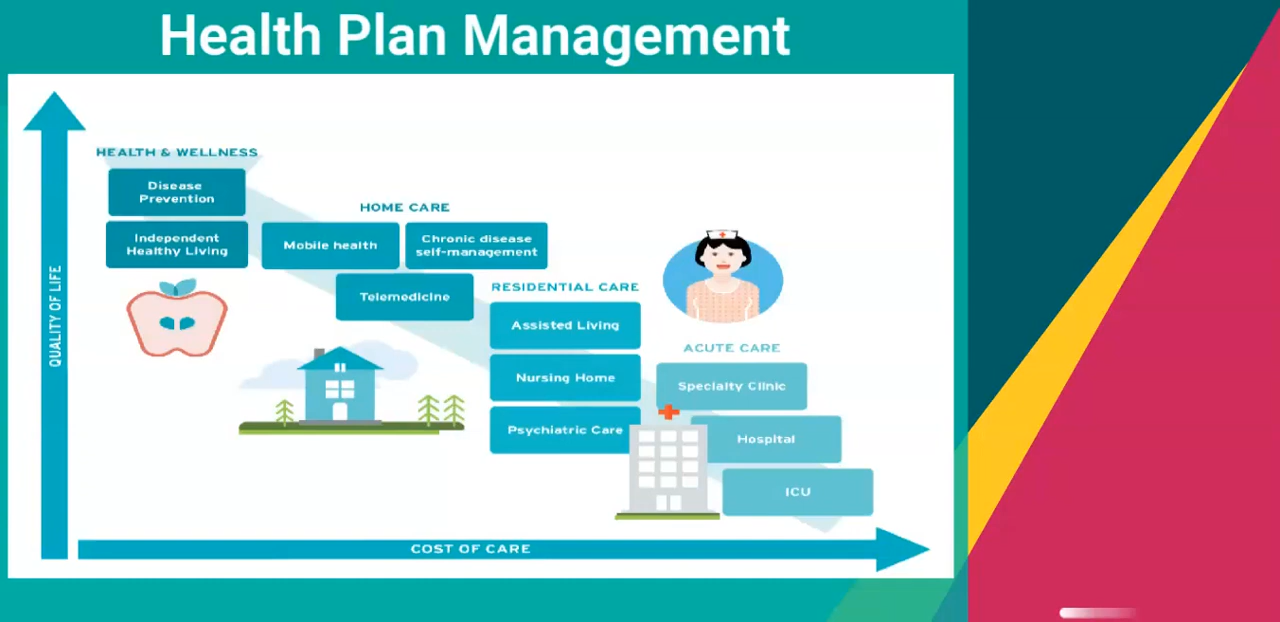 Health Plan Management
HEALTH & WELLNESS
Disease
Prevention
Independent
Healthy Living
HOME CARE
Mobile health
Chronic disease
self-management
Telemedicine
RESIDENTIAL CARE
Assisted Living
Nursing Home
Psychiatric Care
ACUTE CARE
Specialty Clinic
Hospital
ICU
QUALITY OF LIFE
COST OF CARE